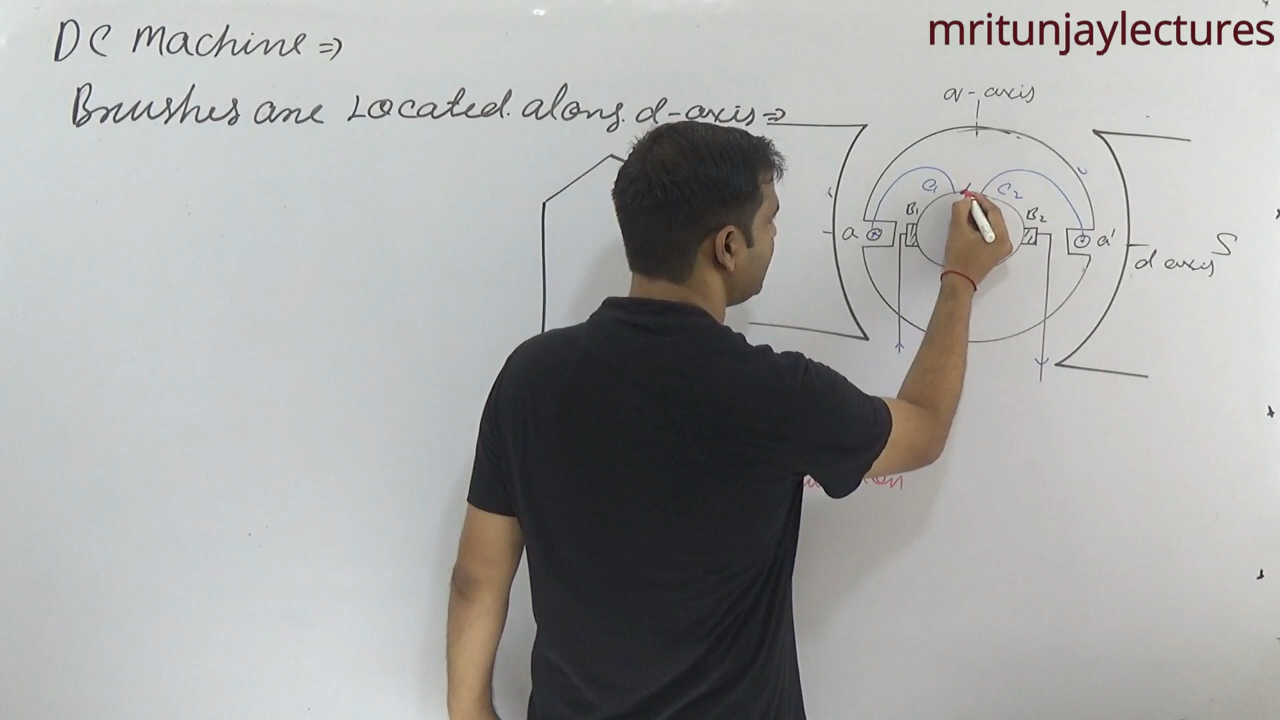 mritunjaylectures
DC Machine ⇒
Brushes are Located along d-axis ⇒
q-axis
C1 C2
B1 B2
a a'
d axis S